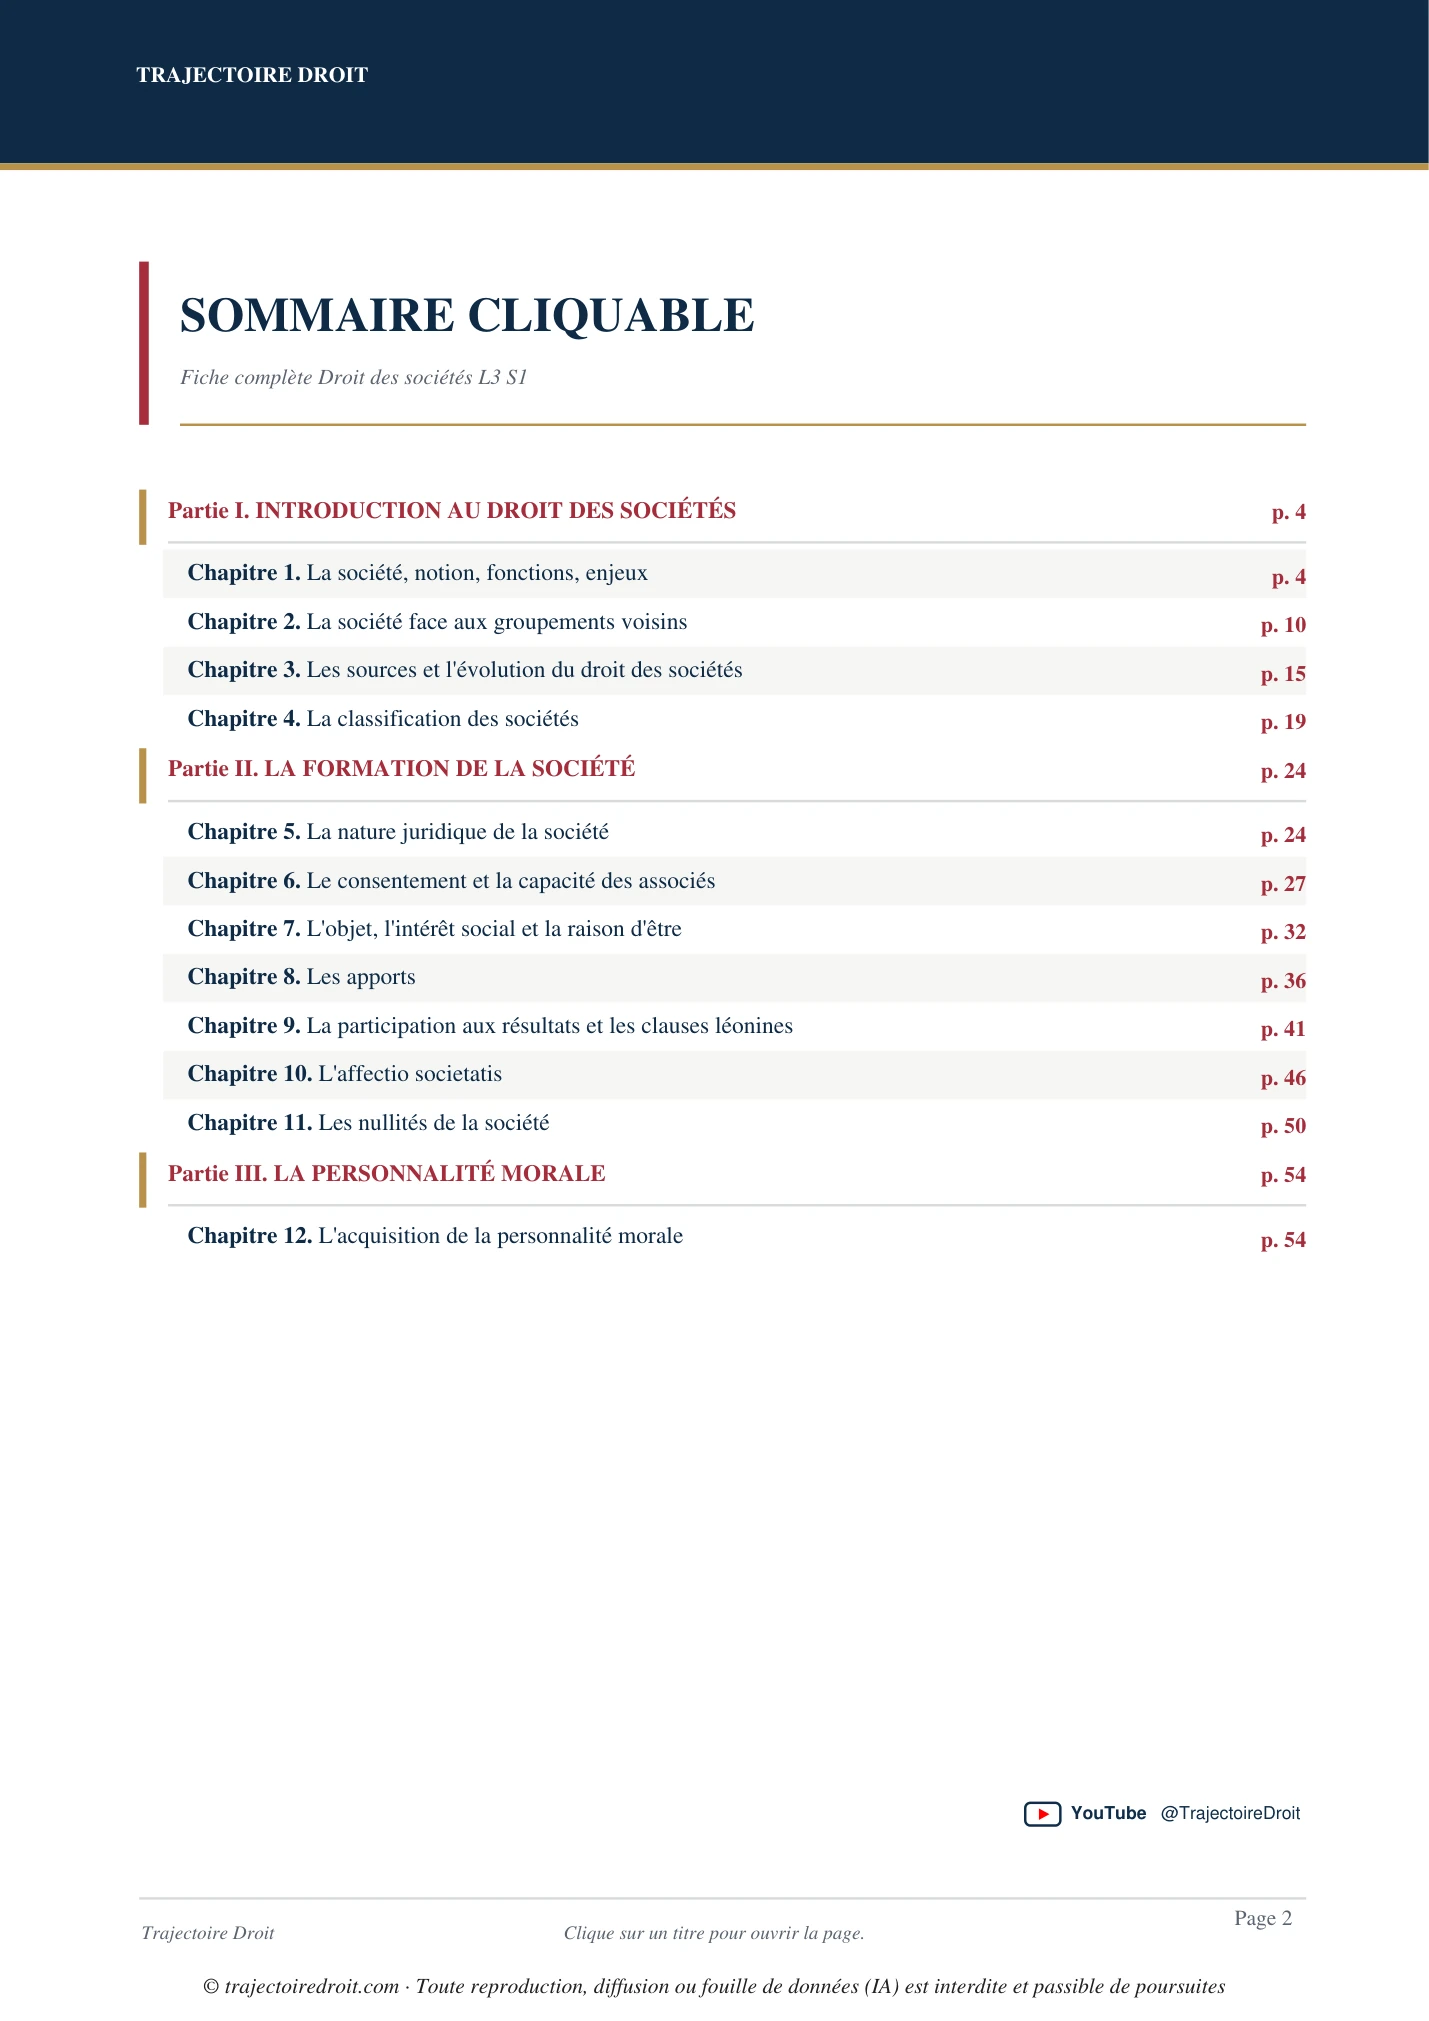 TRAJECTOIRE DROIT
SOMMAIRE CLIQUABLE
Fiche complète Droit des sociétés L3 S1
Partie I. INTRODUCTION AU DROIT DES SOCIÉTÉS p. 4
Chapitre 1. La société, notion, fonctions, enjeux p. 4
Chapitre 2. La société face aux groupements voisins p. 10
Chapitre 3. Les sources et l'évolution du droit des sociétés p. 15
Chapitre 4. La classification des sociétés p. 19
Partie II. LA FORMATION DE LA SOCIÉTÉ p. 24
Chapitre 5. La nature juridique de la société p. 24
Chapitre 6. Le consentement et la capacité des associés p. 27
Chapitre 7. L'objet, l'intérêt social et la raison d'être p. 32
Chapitre 8. Les apports p. 36
Chapitre 9. La participation aux résultats et les clauses léonines p. 41
Chapitre 10. L'affectio societatis p. 46
Chapitre 11. Les nullités de la société p. 50
Partie III. LA PERSONNALITÉ MORALE p. 54
Chapitre 12. L'acquisition de la personnalité morale p. 54
YouTube @TrajectoireDroit
Trajectoire Droit Clique sur un titre pour ouvrir la page. Page 2
© trajectoiredroit.com · Toute reproduction, diffusion ou fouille de données (IA) est interdite et passible de poursuites